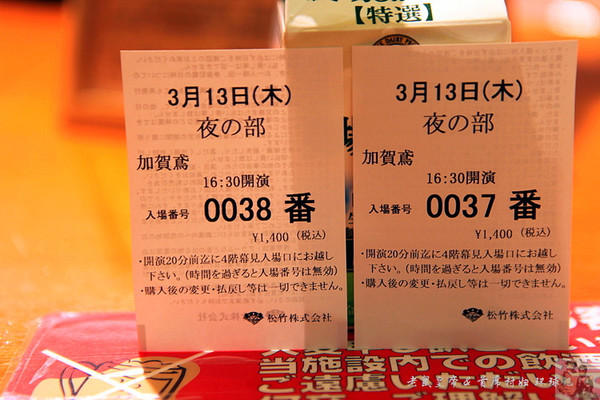 【特選】
3月13日(木)
夜の部
加賀鳶
16:30開演
入場番号 0038 番
¥1,400 (税込)
・開演20分前迄に4階幕見入場口にお越し
下さい。(時間を過ぎると入場番号は無効)
・購入後の変更・払戻し等は一切できません。
松竹株式会社
3月13日(木)
夜の部
加賀鳶
16:30開演
入場番号 0037 番
¥1,400 (税込)
・開演20分前迄に4階幕見入場口にお越し
下さい。(時間を過ぎると入場番号は無効)
・購入後の変更・払戻し等は一切できません。
松竹株式会社
当施設内での飲
ご遠慮いただ